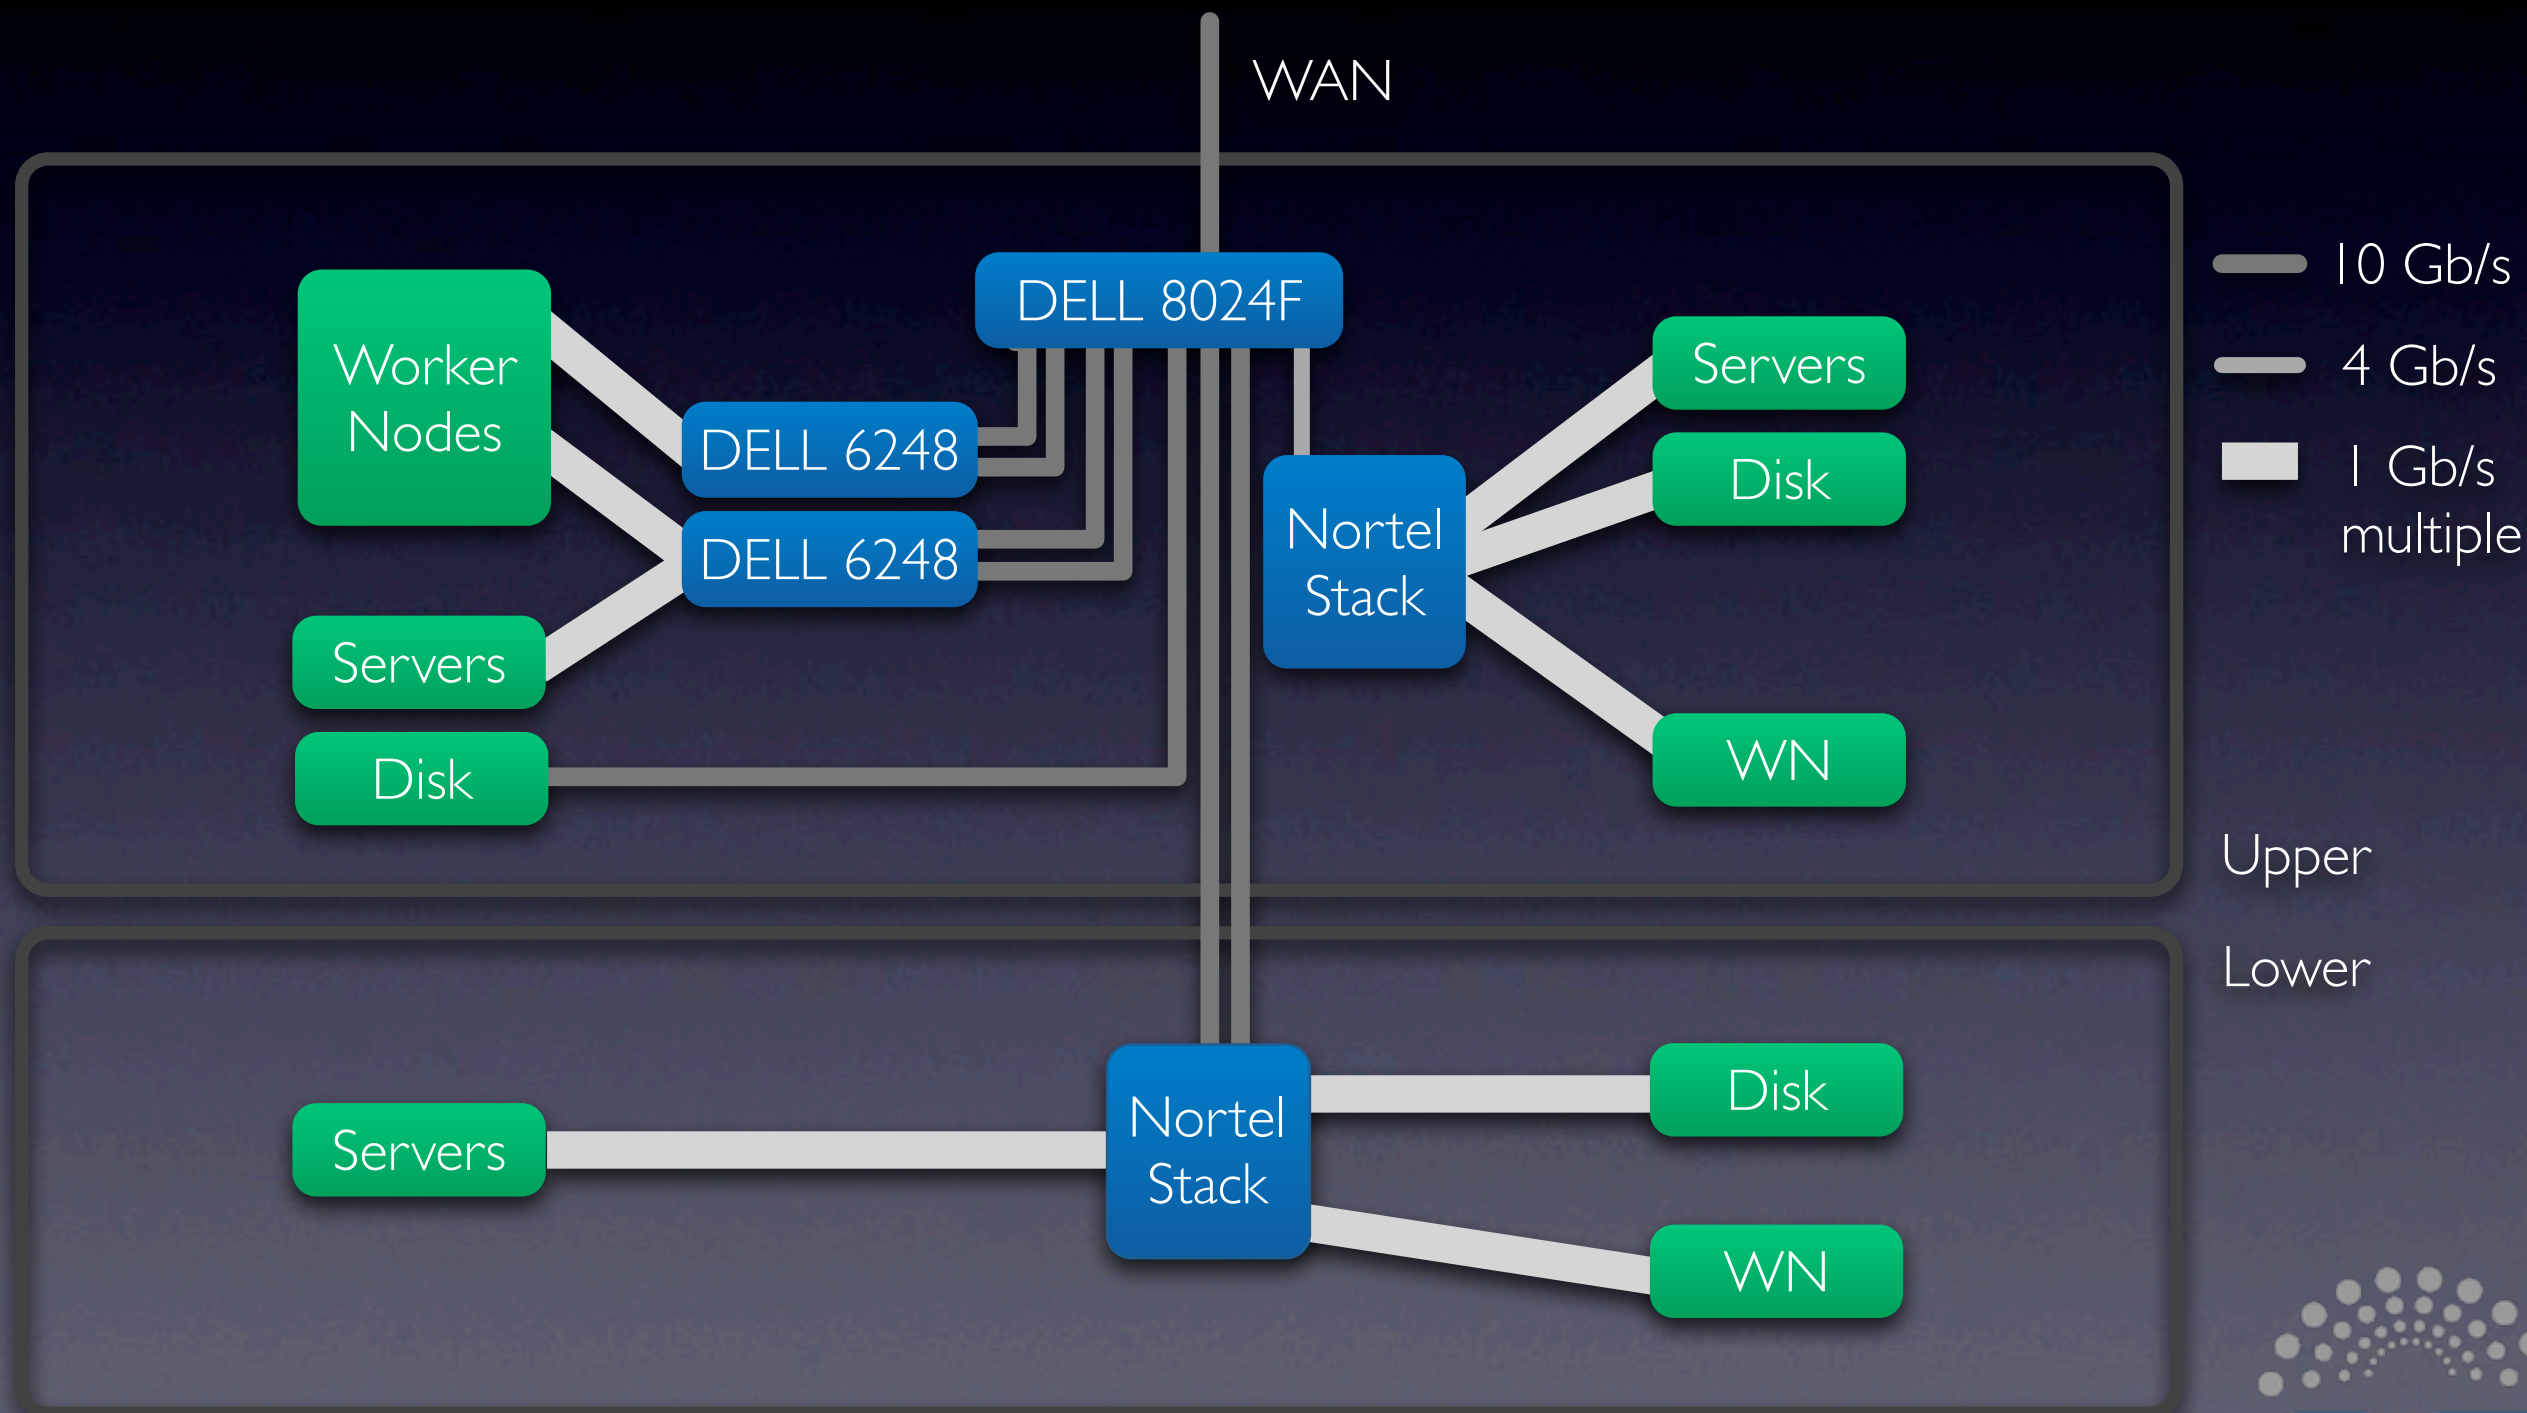 WAN
DELL 8024F
10 Gb/s
4 Gb/s
1 Gb/s
multiple
Worker
Nodes
DELL 6248
DELL 6248
Servers
Disk
Nortel
Stack
Servers
Disk
WN
Upper
Lower
Servers
Nortel
Stack
Disk
WN